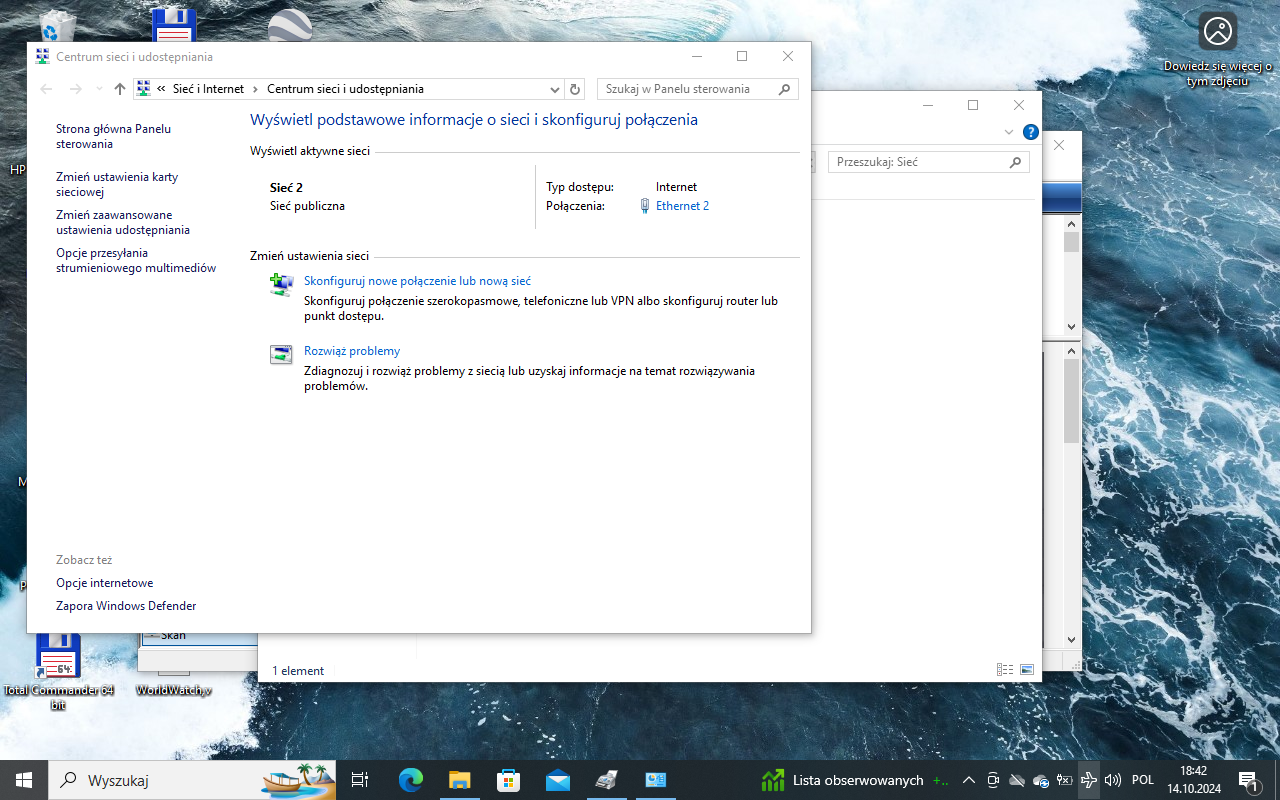 Dowiedz się więcej o
tym zdjęciu
Centrum sieci i udostępniania
« Sieć i Internet > Centrum sieci i udostępniania
Szukaj w Panelu sterowania
Strona główna Panelu
sterowania
Zmień ustawienia karty
sieciowej
Zmień zaawansowane
ustawienia udostępniania
Opcje przesyłania
strumieniowego multimediów
Wyświetl podstawowe informacje o sieci i skonfiguruj połączenia
Wyświetl aktywne sieci
Sieć 2
Sieć publiczna
Typ dostępu: Internet
Połączenia: Ethernet 2
Zmień ustawienia sieci
Skonfiguruj nowe połączenie lub nową sieć
Skonfiguruj połączenie szerokopasmowe, telefoniczne lub VPN albo skonfiguruj router lub
punkt dostępu.
Rozwiąż problemy
Zdiagnozuj i rozwiąż problemy z siecią lub uzyskaj informacje na temat rozwiązywania
problemów.
Zobacz też
Opcje internetowe
Zapora Windows Defender
Przeszukaj: Sieć
HP
M
Skan
1 element
64
Total Commander 64
bit
WorldWatch,v
Wyszukaj
Lista obserwowanych +..
POL
18:42
14.10.2024
1